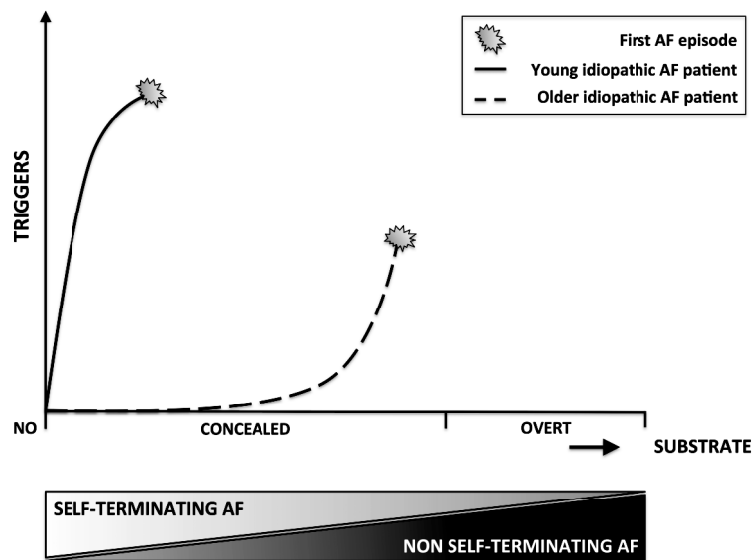 First AF episode
Young idiopathic AF patient
Older idiopathic AF patient
TRIGGERS
NO
CONCEALED
OVERT
SUBSTRATE
SELF-TERMINATING AF
NON SELF-TERMINATING AF